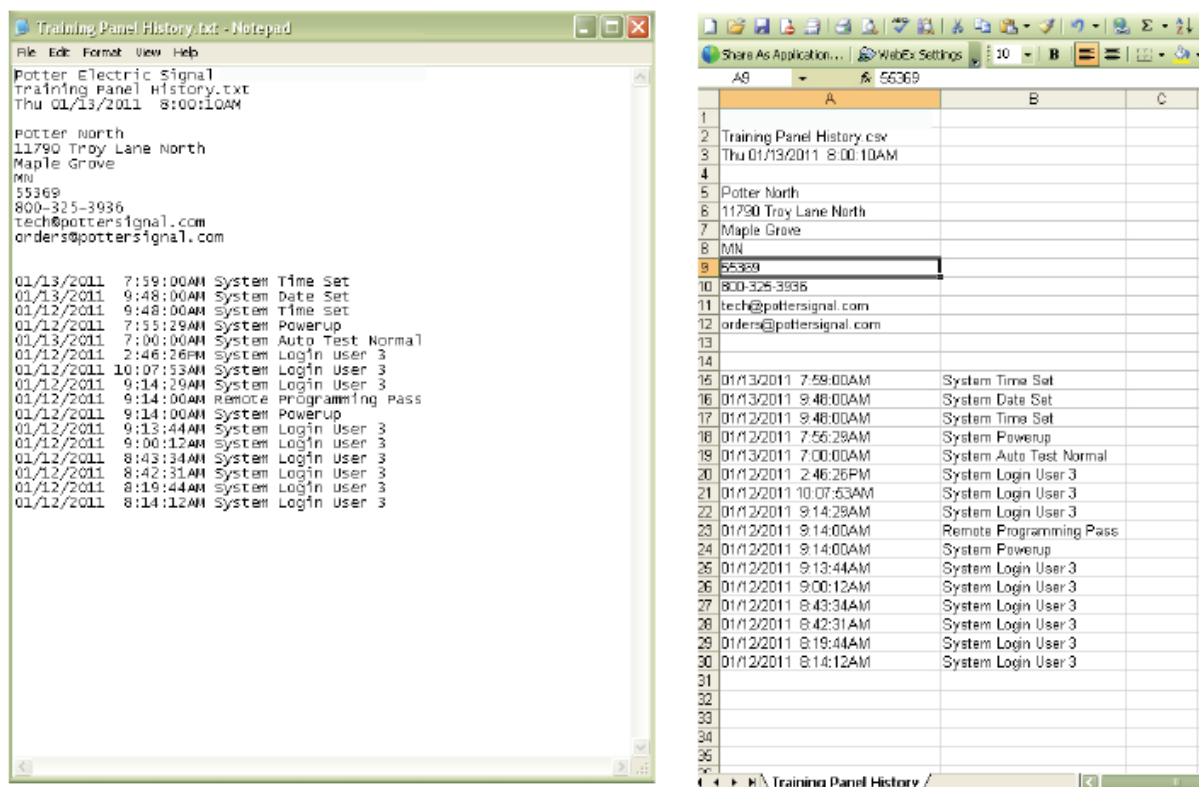 Training Panel History.txt - Notepad
File Edit Format View Help
Potter Electric Signal
Training Panel History.txt
Thu 01/13/2011 8:00:10AM
Potter North
11790 Troy Lane North
Maple Grove
MN
55369
800-325-3936
tech@pottersignal.com
orders@pottersignal.com
01/13/2011 7:59:00AM System Time Set
01/13/2011 9:48:00AM System Date Set
01/12/2011 9:48:00AM System Time Set
01/12/2011 7:55:29AM System Powerup
01/13/2011 7:00:00AM System Auto Test Normal
01/12/2011 2:46:26PM System Login User 3
01/12/2011 10:07:53AM System Login User 3
01/12/2011 9:14:29AM System Login User 3
01/12/2011 9:14:00AM Remote Programming Pass
01/12/2011 9:14:00AM System Powerup
01/12/2011 9:13:44AM System Login User 3
01/12/2011 9:00:12AM System Login User 3
01/12/2011 8:43:34AM System Login User 3
01/12/2011 8:42:31AM System Login User 3
01/12/2011 8:19:44AM System Login User 3
01/12/2011 8:14:12AM System Login User 3
Share As Application... WebEx Settings 10 B
A9 fx 55369
A B C
1
2 Training Panel History.csv
3 Thu 01/13/2011 8:00:10AM
4
5 Potter North
6 11790 Troy Lane North
7 Maple Grove
8 MN
9 55369
10 800-325-3936
11 tech@pottersignal.com
12 orders@pottersignal.com
13
14
15 01/13/2011 7:59:00AM System Time Set
16 01/13/2011 9:48:00AM System Date Set
17 01/12/2011 9:48:00AM System Time Set
18 01/12/2011 7:55:29AM System Powerup
19 01/13/2011 7:00:00AM System Auto Test Normal
20 01/12/2011 2:46:26PM System Login User 3
21 01/12/2011 10:07:53AM System Login User 3
22 01/12/2011 9:14:29AM System Login User 3
23 01/12/2011 9:14:00AM Remote Programming Pass
24 01/12/2011 9:14:00AM System Powerup
25 01/12/2011 9:13:44AM System Login User 3
26 01/12/2011 9:00:12AM System Login User 3
27 01/12/2011 8:43:34AM System Login User 3
28 01/12/2011 8:42:31AM System Login User 3
29 01/12/2011 8:19:44AM System Login User 3
30 01/12/2011 8:14:12AM System Login User 3
31
32
33
34
35
Training Panel History